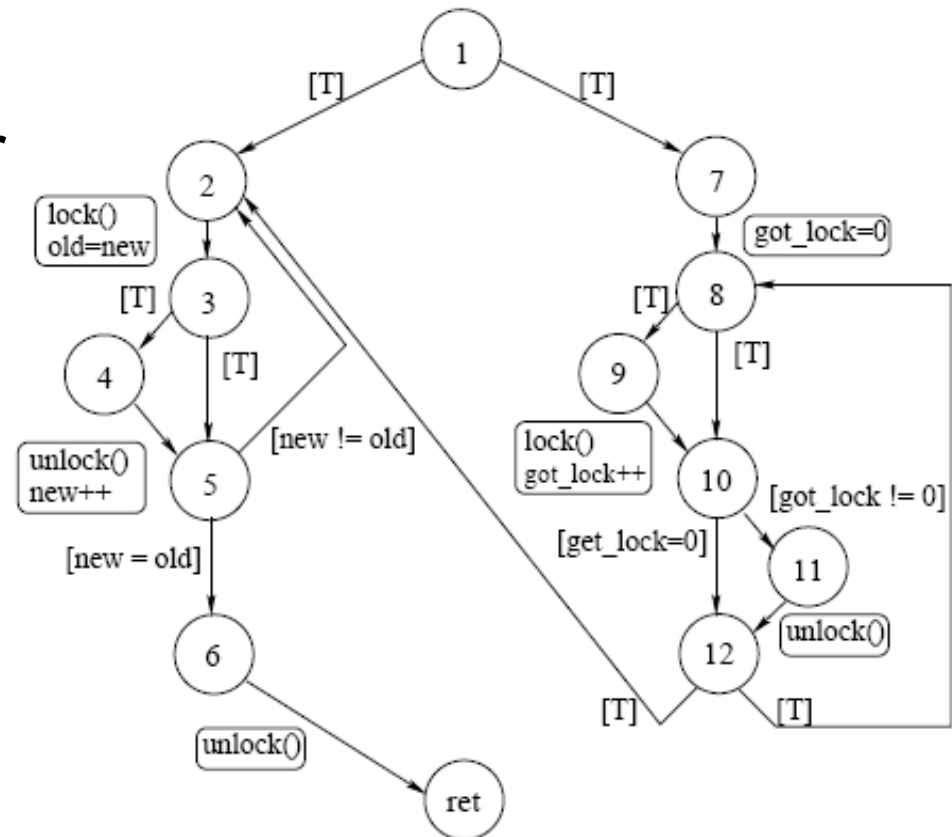 1
[T]
[T]
2
7
lock()
old=new
got_lock=0
[T]
3
[T]
8
4
[T]
9
[T]
unlock()
new++
5
[new != old]
lock()
got_lock++
10
[got_lock != 0]
[new = old]
[get_lock=0]
11
6
12
unlock()
[T]
[T]
unlock()
ret